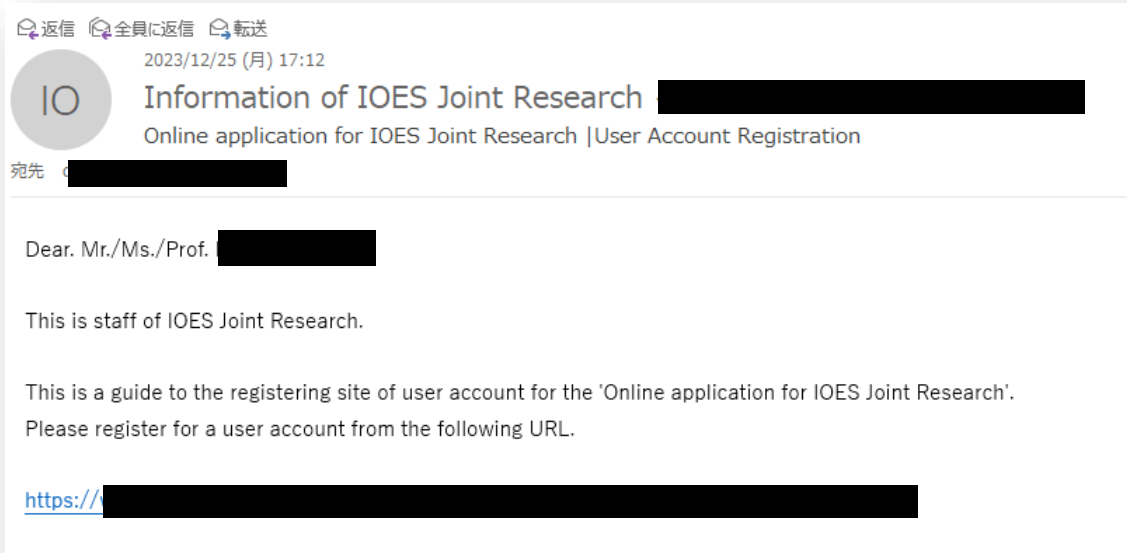 返信 全員に返信 転送
2023/12/25 (月) 17:12
IO
Information of IOES Joint Research
Online application for IOES Joint Research |User Account Registration
宛先
Dear. Mr./Ms./Prof.
This is staff of IOES Joint Research.
This is a guide to the registering site of user account for the 'Online application for IOES Joint Research'.
Please register for a user account from the following URL.
https://